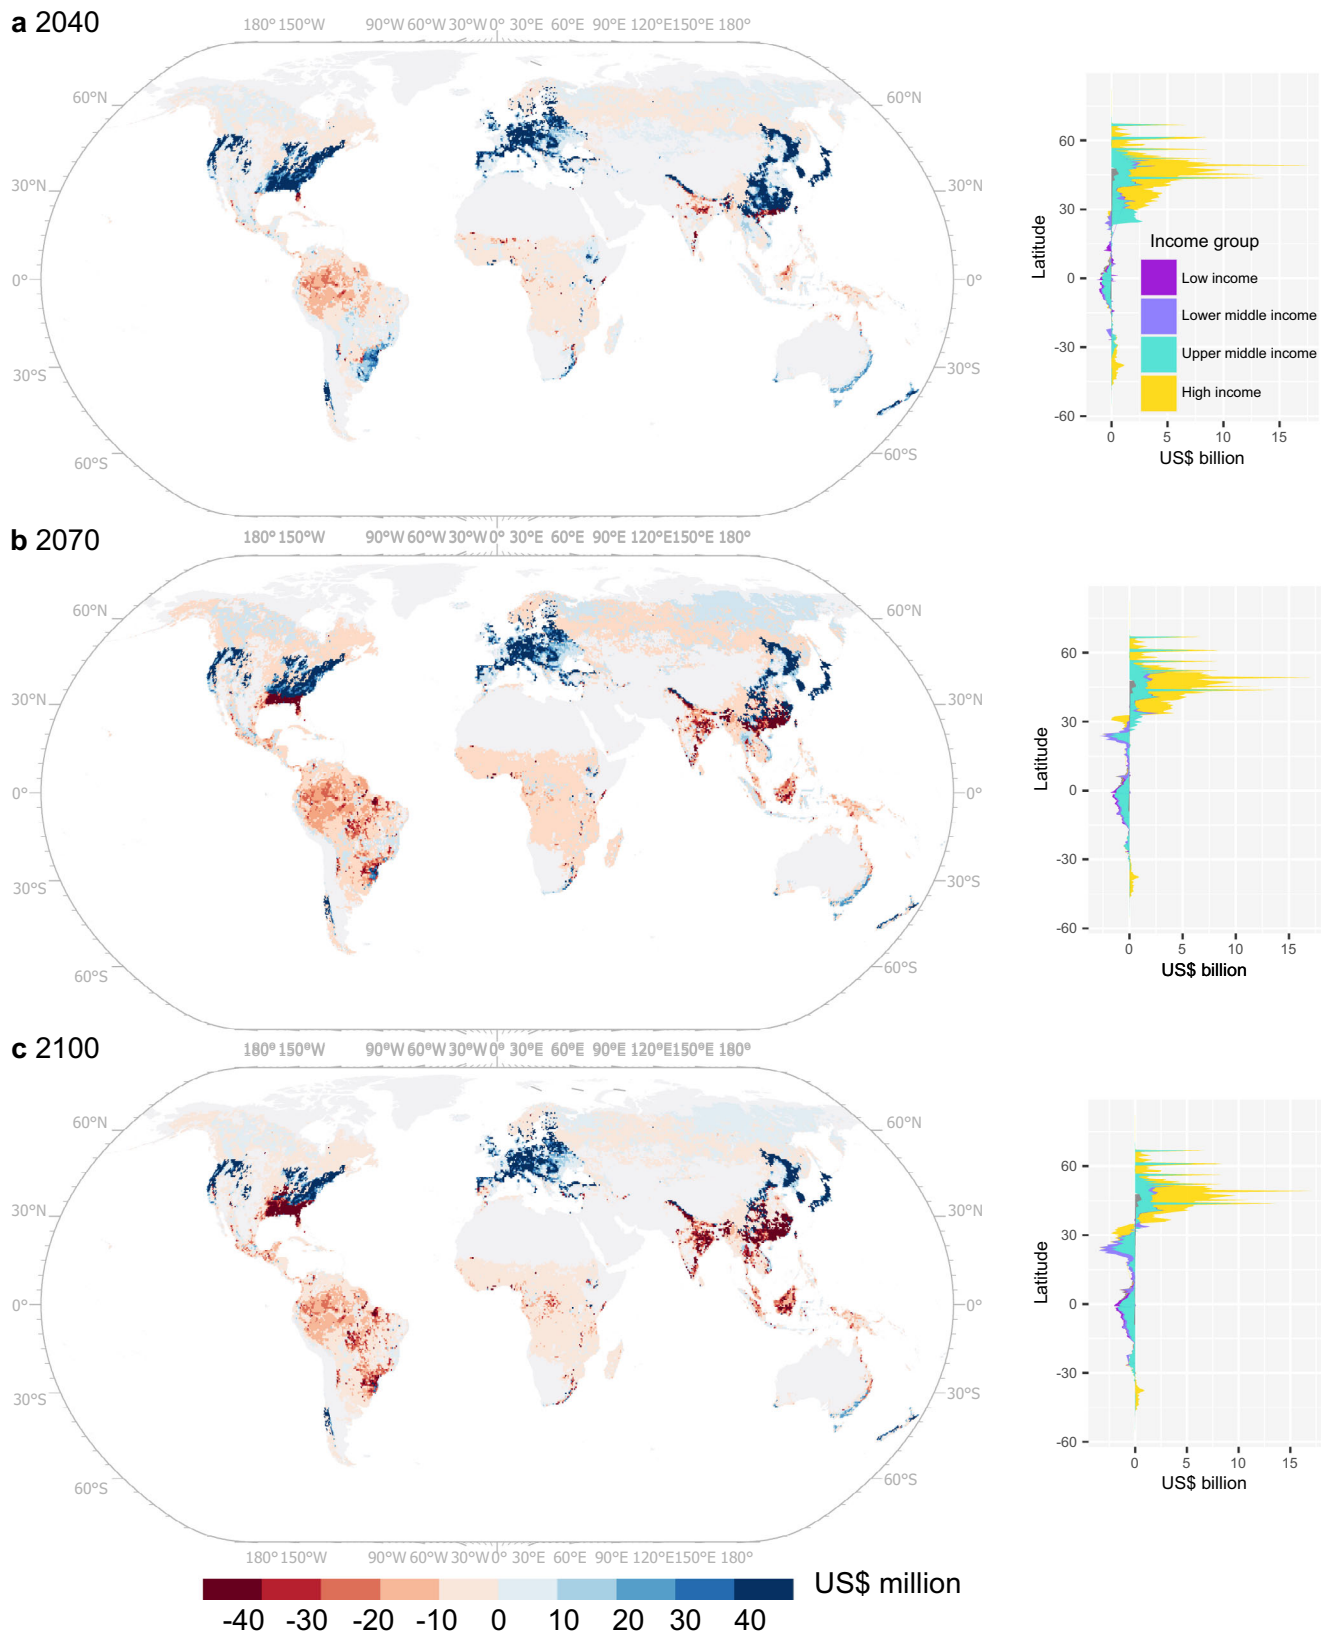 a 2040
180° 150°W 90°W 60°W 30°W 0° 30°E 60°E 90°E 120°E 150°E 180°
60°N 60°N
30°N 30°N
0° 0°
30°S 30°S
60°S 60°S
60
30
0
-30
-60
Latitude
Income group
Low income
Lower middle income
Upper middle income
High income
0 5 10 15
US$ billion
b 2070
180° 150°W 90°W 60°W 30°W 0° 30°E 60°E 90°E 120°E 150°E 180°
60°N 60°N
30°N 30°N
0° 0°
30°S 30°S
60°S 60°S
60
30
0
-30
-60
Latitude
0 5 10 15
US$ billion
c 2100
180° 150°W 90°W 60°W 30°W 0° 30°E 60°E 90°E 120°E 150°E 180°
60°N 60°N
30°N 30°N
0° 0°
30°S 30°S
60°S 60°S
60
30
0
-30
-60
Latitude
0 5 10 15
US$ billion
180° 150°W 90°W 60°W 30°W 0° 30°E 60°E 90°E 120°E 150°E 180°
US$ million
-40 -30 -20 -10 0 10 20 30 40